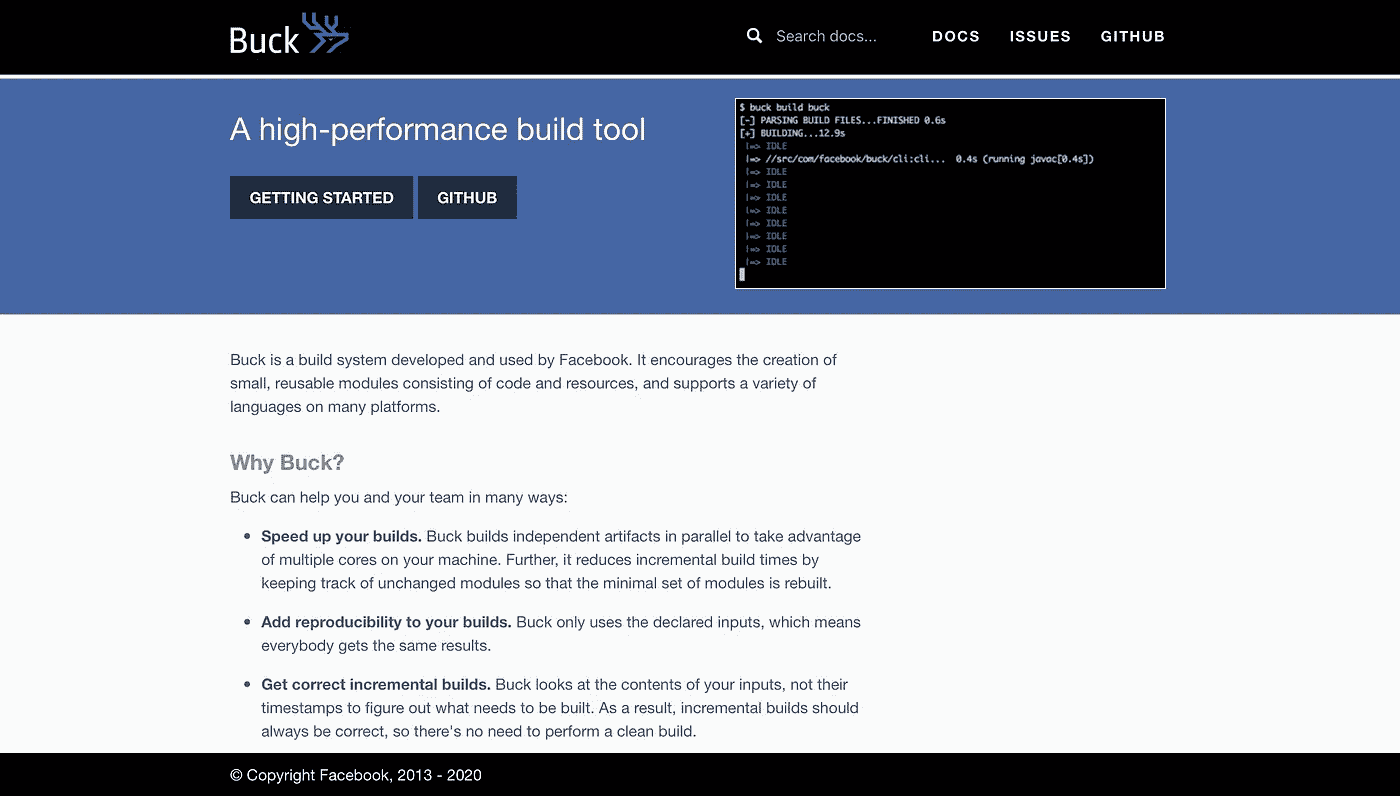 Buck
Search docs...
DOCS
ISSUES
GITHUB
A high-performance build tool
GETTING STARTED
GITHUB
$ buck build buck
[-] PARSING BUILD FILES...FINISHED 0.6s
[+] BUILDING...12.9s
|=> IDLE
|=> //src/com/facebook/buck/cli:cli... 0.4s (running javac[0.4s])
|=> IDLE
|=> IDLE
|=> IDLE
|=> IDLE
|=> IDLE
|=> IDLE
|=> IDLE
|=> IDLE
Buck is a build system developed and used by Facebook. It encourages the creation of
small, reusable modules consisting of code and resources, and supports a variety of
languages on many platforms.
Why Buck?
Buck can help you and your team in many ways:
• Speed up your builds. Buck builds independent artifacts in parallel to take advantage
of multiple cores on your machine. Further, it reduces incremental build times by
keeping track of unchanged modules so that the minimal set of modules is rebuilt.
• Add reproducibility to your builds. Buck only uses the declared inputs, which means
everybody gets the same results.
• Get correct incremental builds. Buck looks at the contents of your inputs, not their
timestamps to figure out what needs to be built. As a result, incremental builds should
always be correct, so there's no need to perform a clean build.
© Copyright Facebook, 2013 - 2020